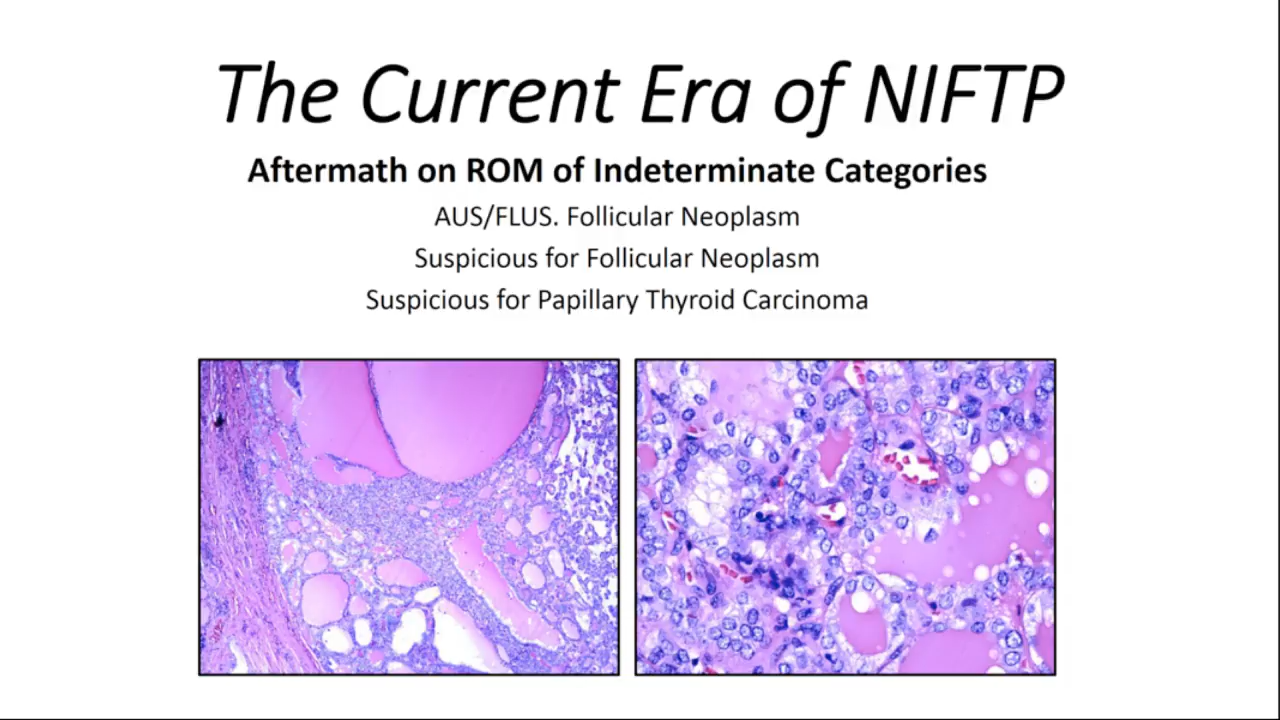 The Current Era of NIFTP
Aftermath on ROM of Indeterminate Categories
AUS/FLUS. Follicular Neoplasm
Suspicious for Follicular Neoplasm
Suspicious for Papillary Thyroid Carcinoma